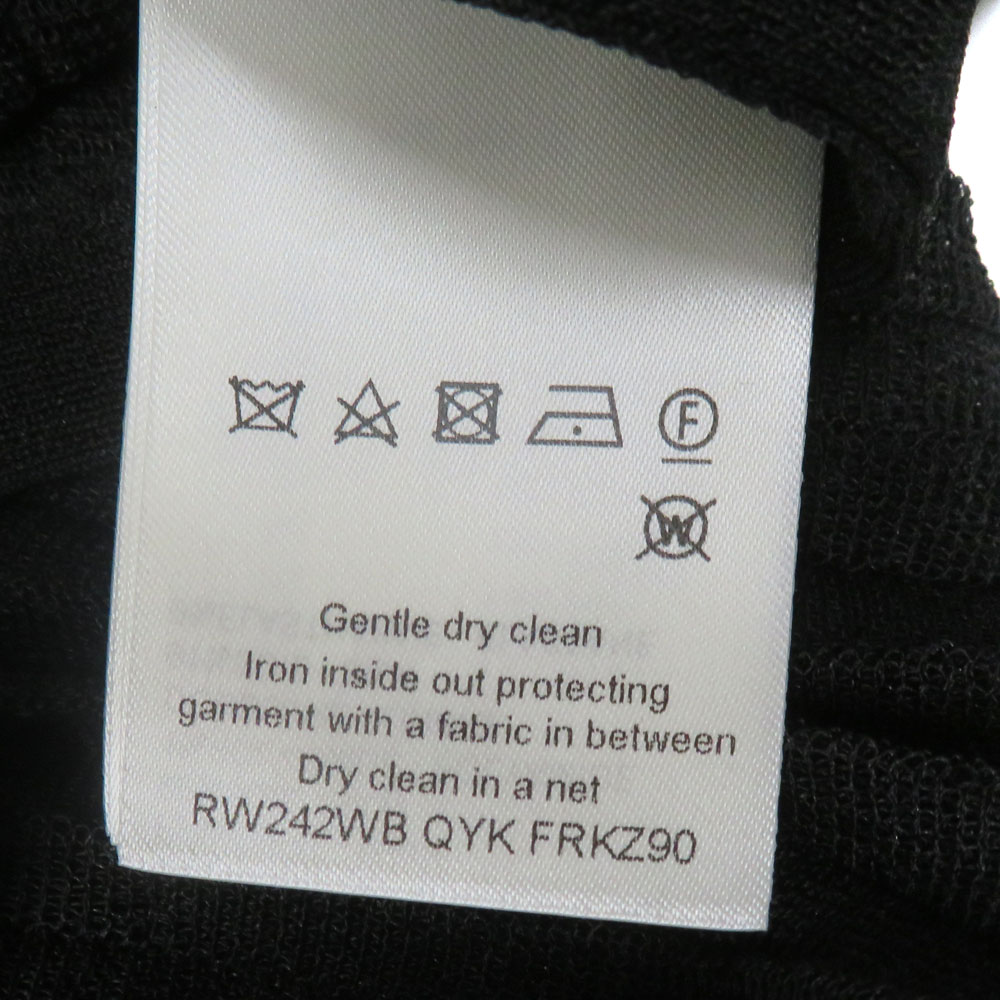 F
W
Gentle dry clean
Iron inside out protecting
garment with a fabric in between
Dry clean in a net
RW242WB QYK FRKZ90